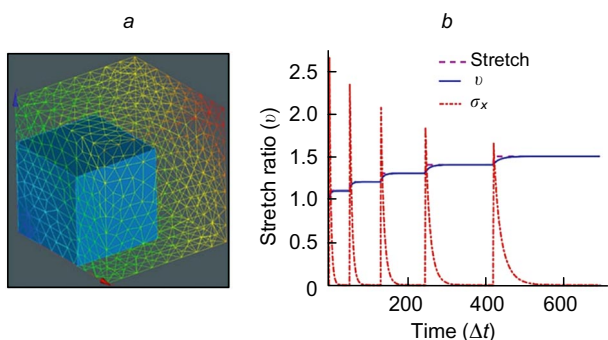 a
b
Stretch
υ
σx
2.5
2.0
1.5
1.0
0.5
0
Stretch ratio (υ)
200
400
600
Time (Δt)